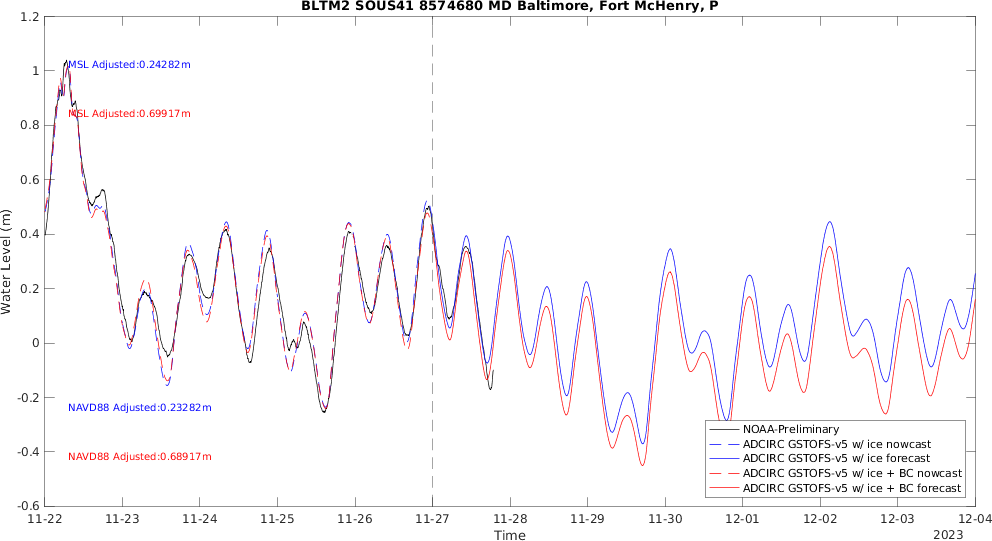 BLTM2 SOUS41 8574680 MD Baltimore, Fort McHenry, P
1.2
1
0.8
0.6
0.4
0.2
0
-0.2
-0.4
-0.6
Water Level (m)
MSL Adjusted:0.24282m
MSL Adjusted:0.69917m
NAVD88 Adjusted:0.23282m
NAVD88 Adjusted:0.68917m
NOAA-Preliminary
ADCIRC GSTOFS-v5 w/ ice nowcast
ADCIRC GSTOFS-v5 w/ ice forecast
ADCIRC GSTOFS-v5 w/ ice + BC nowcast
ADCIRC GSTOFS-v5 w/ ice + BC forecast
11-22 11-23 11-24 11-25 11-26 11-27 11-28 11-29 11-30 12-01 12-02 12-03 12-04
Time
2023